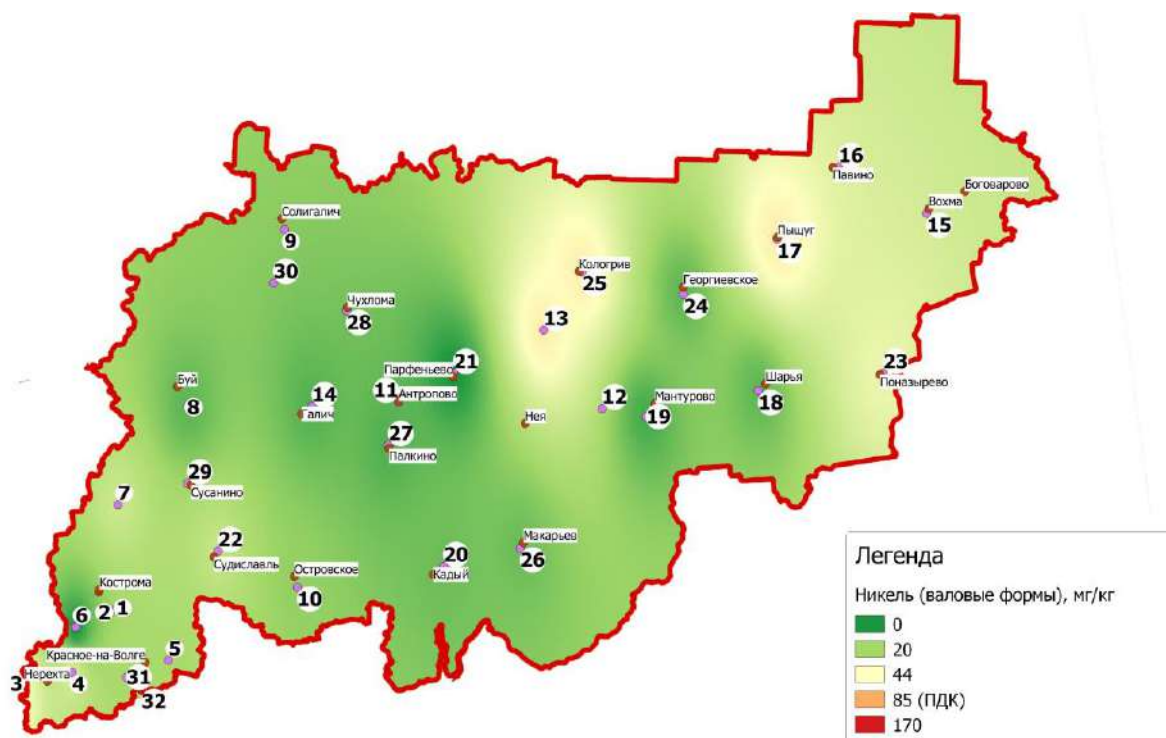 16
Павино
Боговарово
Вохма
15
Солигалич
9
Пыщуг
17
30
Кологрив
25
Георгиевское
24
Чухлома
28
13
21
Парфеньево
23
Поназырево
Буй
8
14
Галич
11
Антропово
12
Мантурово
19
Шарья
18
Нея
27
Палкино
29
Сусанино
7
22
Судиславль
Макарьев
26
20
Кадый
Островское
10
Кострома
6
2
1
Красное-на-Волге
5
3
Нерехта
4
31
32
Легенда
Никель (валовые формы), мг/кг
0
20
44
85 (ПДК)
170